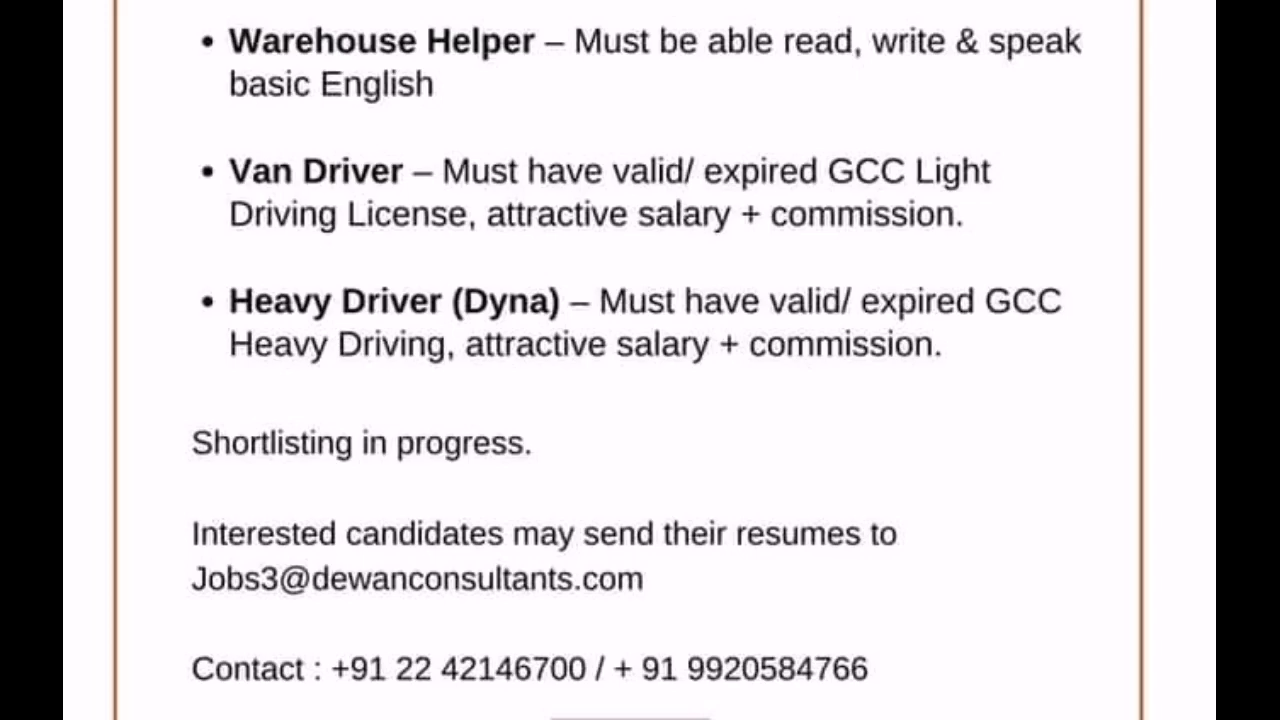 • Warehouse Helper – Must be able read, write & speak
basic English
• Van Driver – Must have valid/ expired GCC Light
Driving License, attractive salary + commission.
• Heavy Driver (Dyna) – Must have valid/ expired GCC
Heavy Driving, attractive salary + commission.
Shortlisting in progress.
Interested candidates may send their resumes to
Jobs3@dewanconsultants.com
Contact : +91 22 42146700 / + 91 9920584766